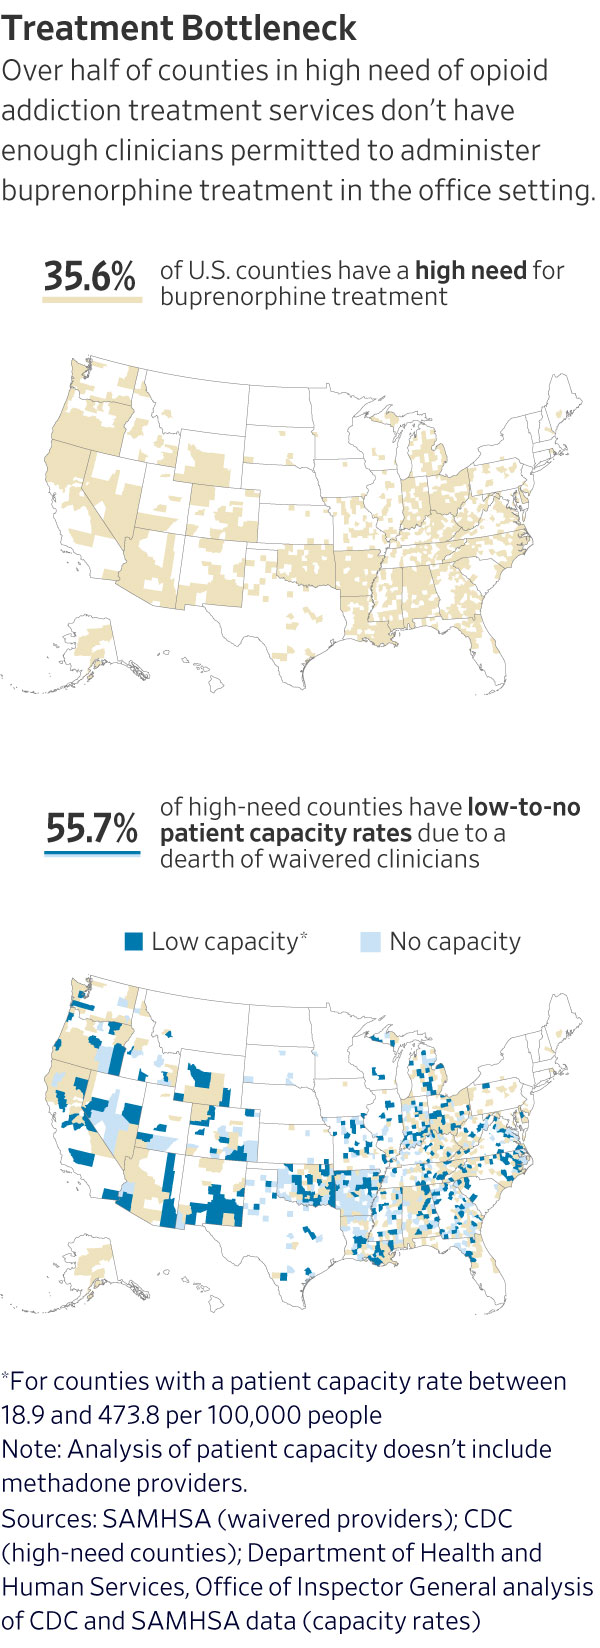 Treatment Bottleneck
Over half of counties in high need of opioid
addiction treatment services don’t have
enough clinicians permitted to administer
buprenorphine treatment in the office setting.
35.6%
of U.S. counties have a high need for
buprenorphine treatment
55.7%
of high-need counties have low-to-no
patient capacity rates due to a
dearth of waivered clinicians
Low capacity*
No capacity
*For counties with a patient capacity rate between
18.9 and 473.8 per 100,000 people
Note: Analysis of patient capacity doesn’t include
methadone providers.
Sources: SAMHSA (waivered providers); CDC
(high-need counties); Department of Health and
Human Services, Office of Inspector General analysis
of CDC and SAMHSA data (capacity rates)